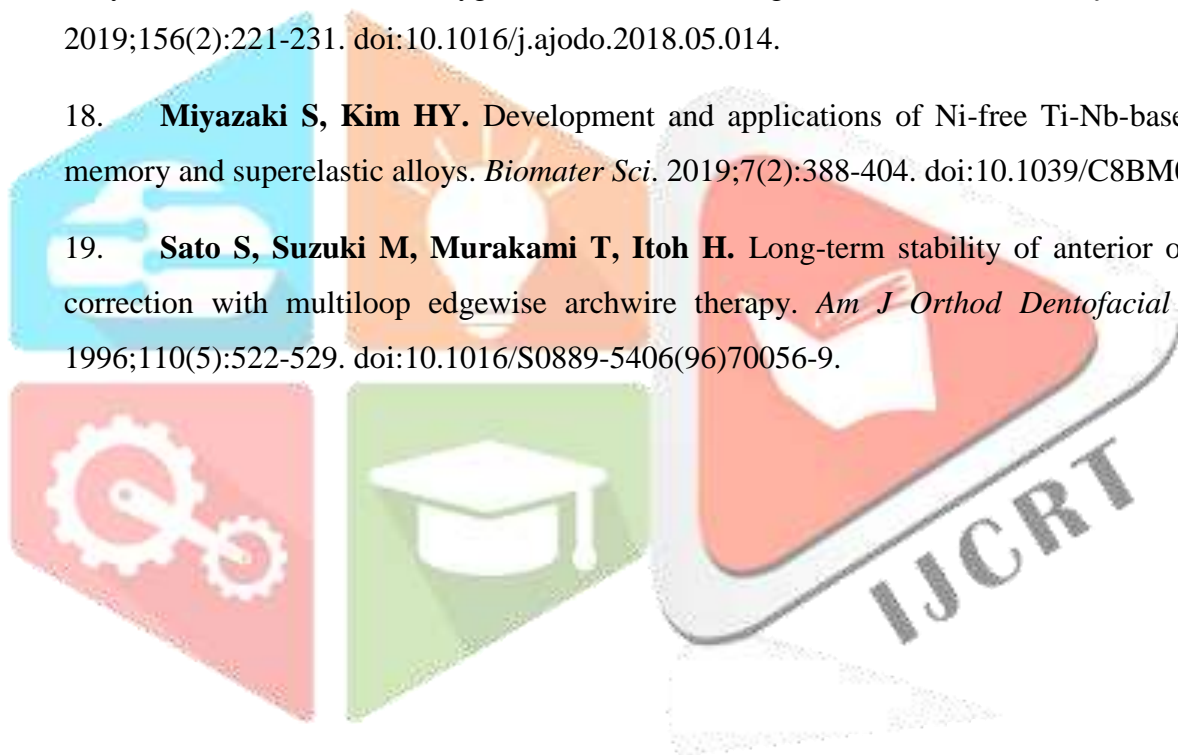 2019;156(2):221-231. doi:10.1016/j.ajodo.2018.05.014.
18. Miyazaki S, Kim HY. Development and applications of Ni-free Ti-Nb-base
memory and superelastic alloys. Biomater Sci. 2019;7(2):388-404. doi:10.1039/C8BM
19. Sato S, Suzuki M, Murakami T, Itoh H. Long-term stability of anterior
correction with multiloop edgewise archwire therapy. Am J Orthod Dentofacial
1996;110(5):522-529. doi:10.1016/S0889-5406(96)70056-9.
IJCRT